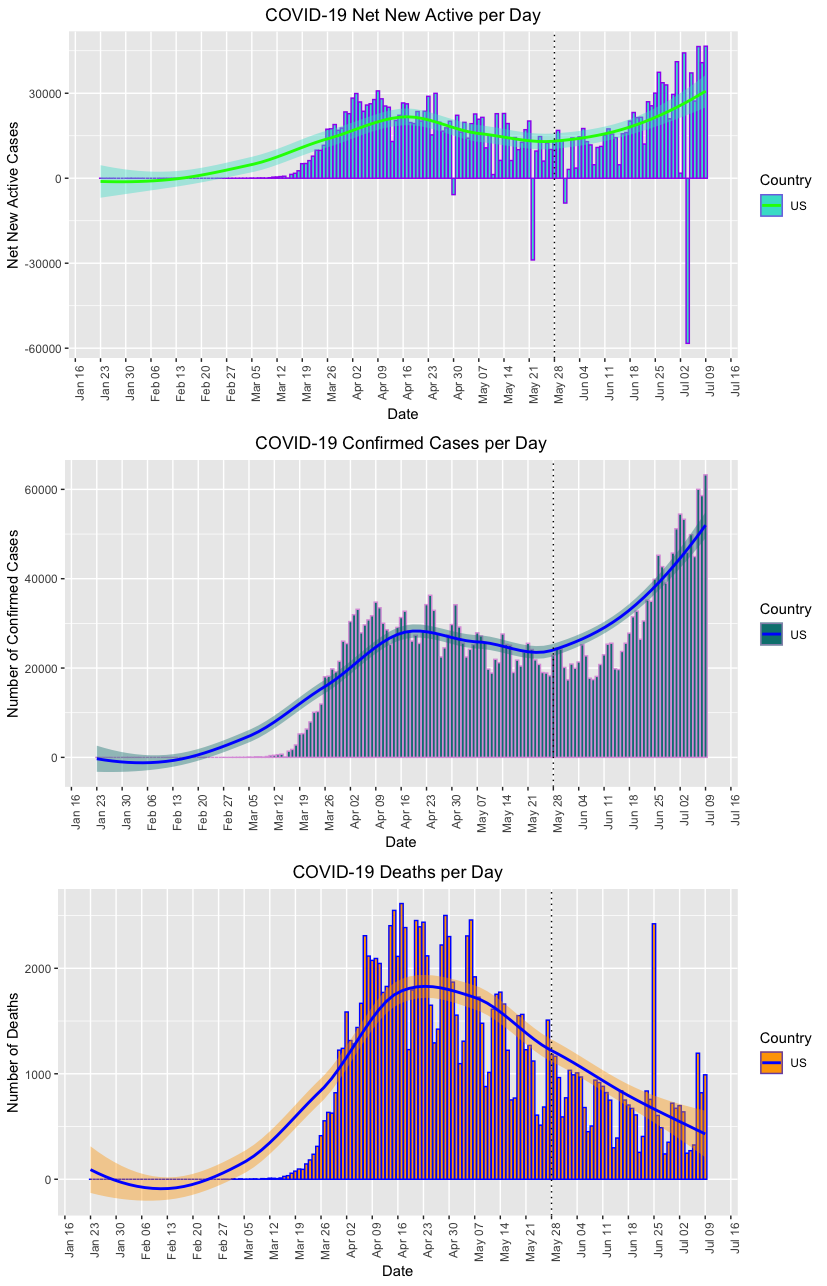 COVID-19 Net New Active per Day
Net New Active Cases
30000
0
-30000
-60000
Jan 16 Jan 23 Jan 30 Feb 06 Feb 13 Feb 20 Feb 27 Mar 05 Mar 12 Mar 19 Mar 26 Apr 02 Apr 09 Apr 16 Apr 23 Apr 30 May 07 May 14 May 21 May 28 Jun 04 Jun 11 Jun 18 Jun 25 Jul 02 Jul 09 Jul 16
Date
Country
US
COVID-19 Confirmed Cases per Day
Number of Confirmed Cases
60000
40000
20000
0
Jan 16 Jan 23 Jan 30 Feb 06 Feb 13 Feb 20 Feb 27 Mar 05 Mar 12 Mar 19 Mar 26 Apr 02 Apr 09 Apr 16 Apr 23 Apr 30 May 07 May 14 May 21 May 28 Jun 04 Jun 11 Jun 18 Jun 25 Jul 02 Jul 09 Jul 16
Date
Country
US
COVID-19 Deaths per Day
Number of Deaths
2000
1000
0
Jan 16 Jan 23 Jan 30 Feb 06 Feb 13 Feb 20 Feb 27 Mar 05 Mar 12 Mar 19 Mar 26 Apr 02 Apr 09 Apr 16 Apr 23 Apr 30 May 07 May 14 May 21 May 28 Jun 04 Jun 11 Jun 18 Jun 25 Jul 02 Jul 09 Jul 16
Date
Country
US